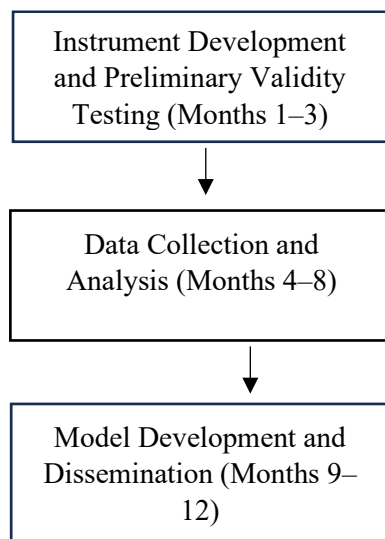 Instrument Development
and Preliminary Validity
Testing (Months 1–3)
Data Collection and
Analysis (Months 4–8)
Model Development and
Dissemination (Months 9–
12)